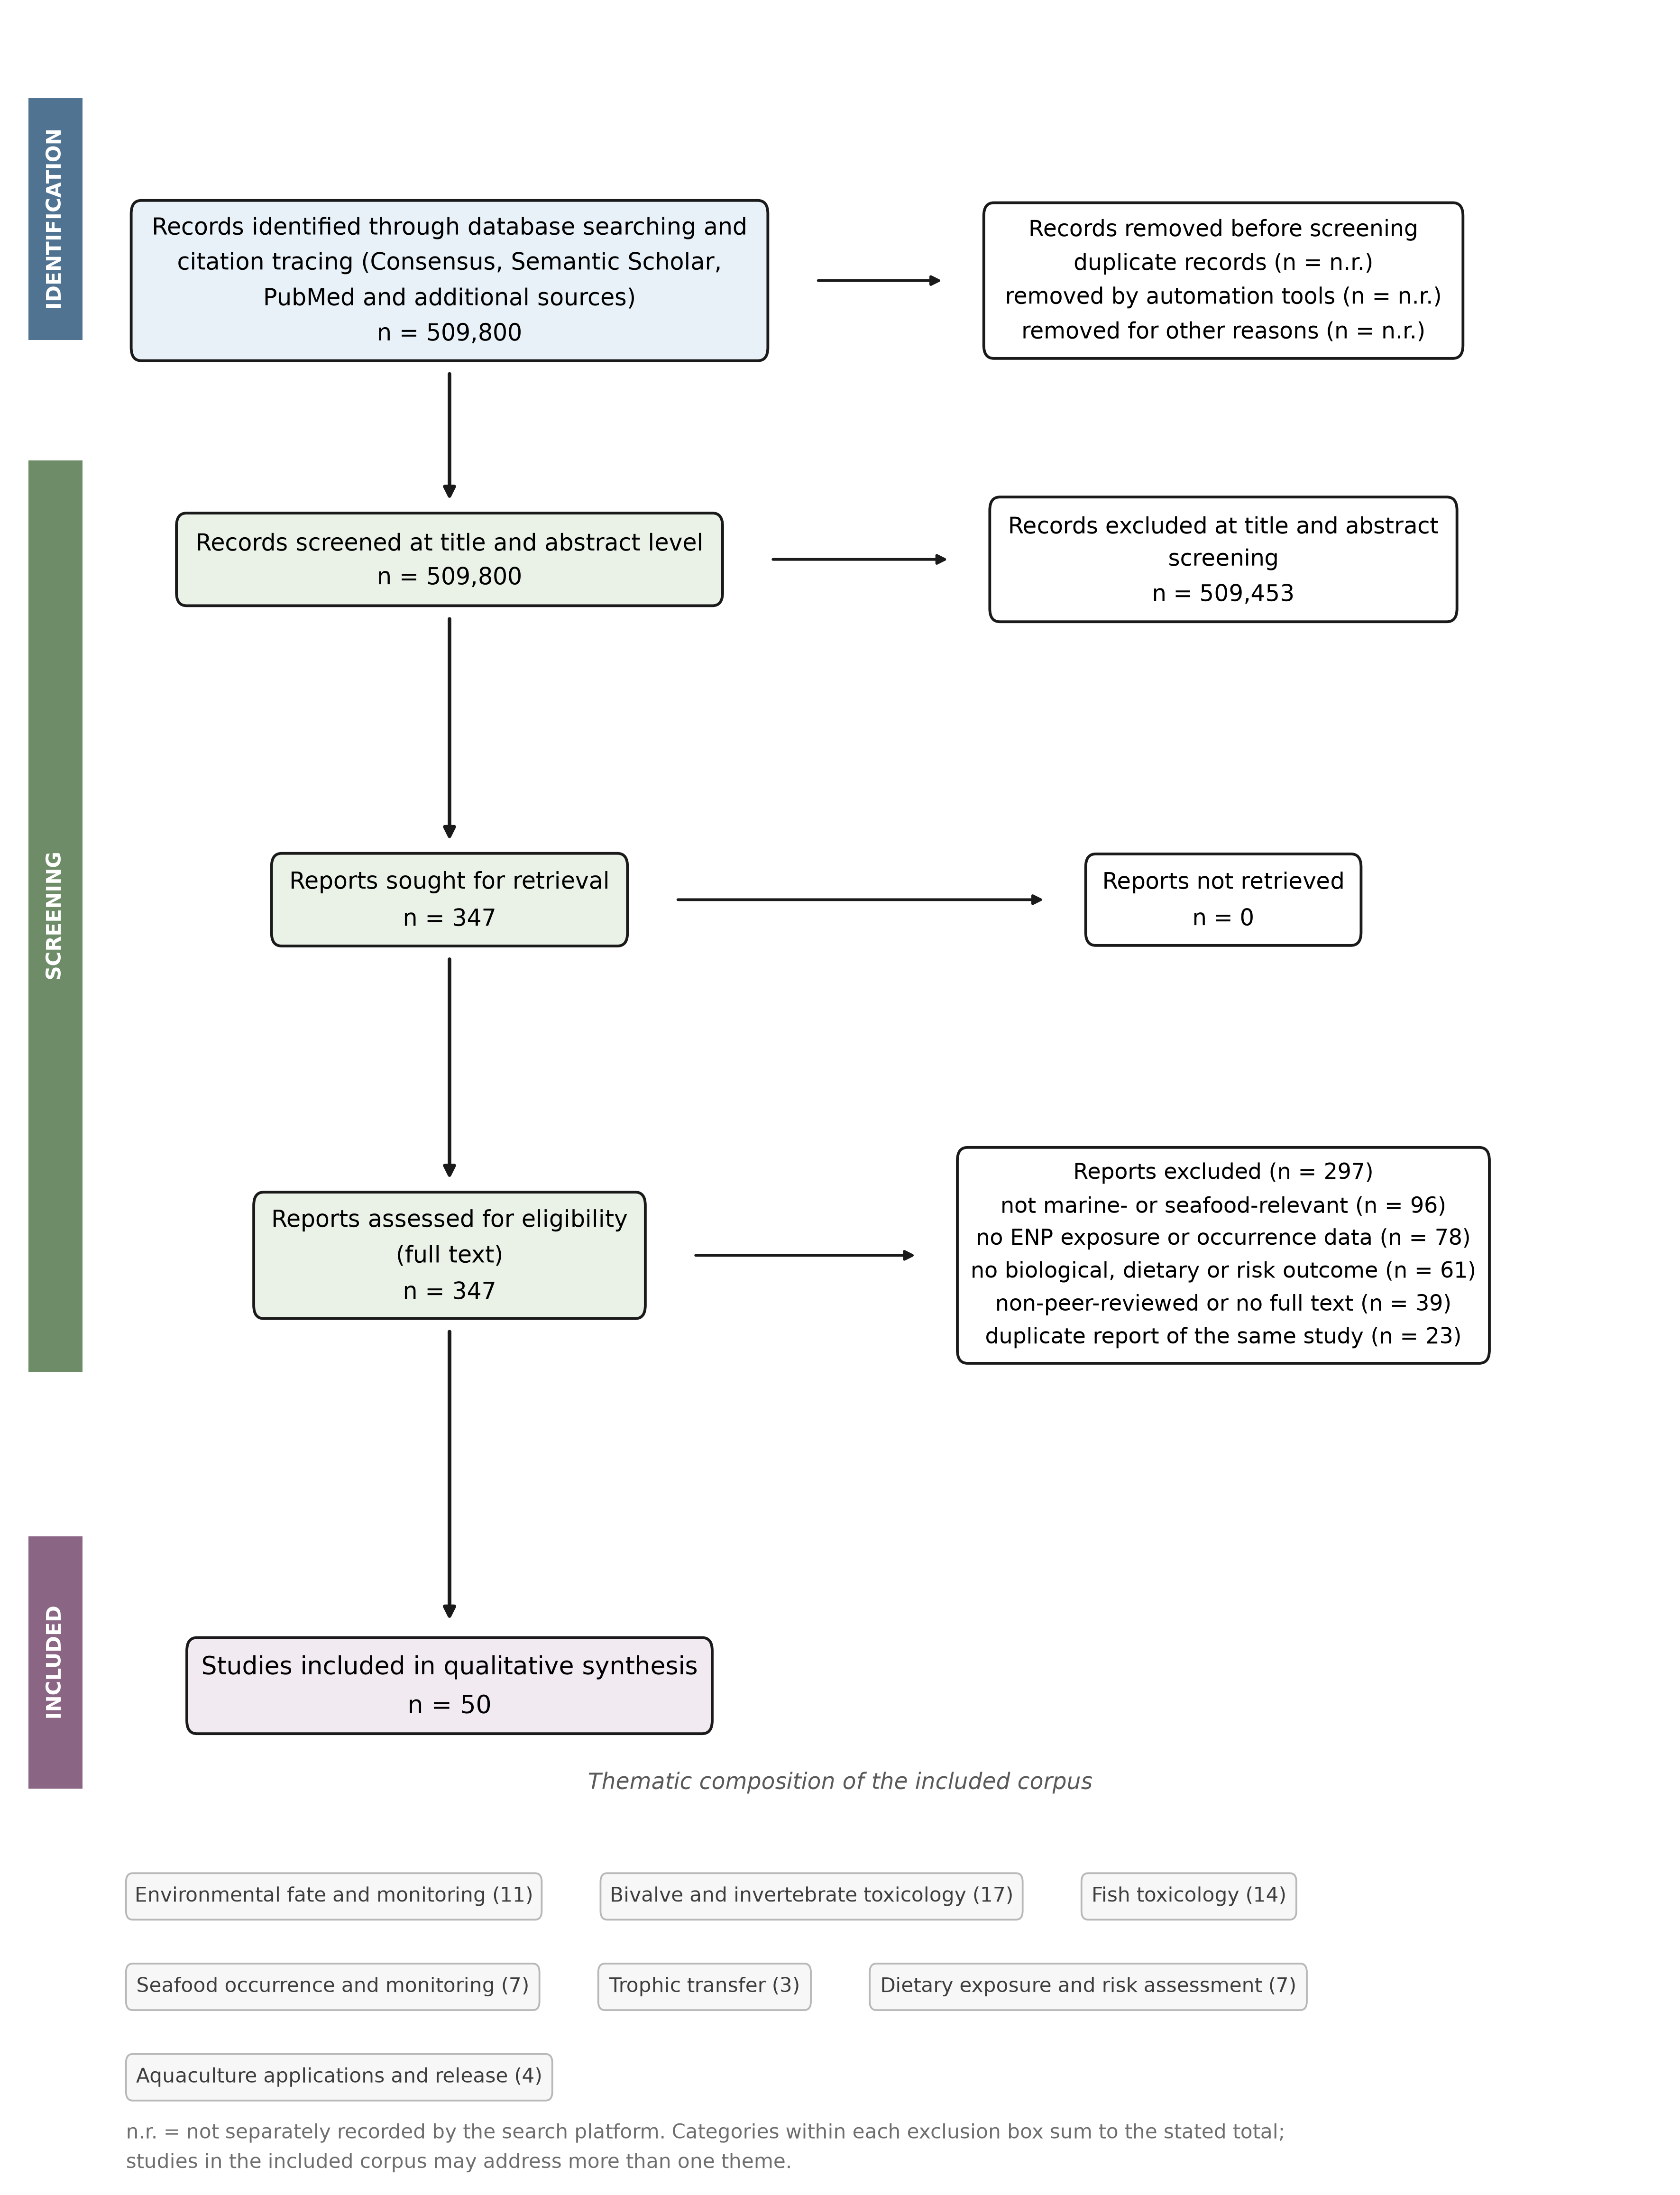 IDENTIFICATION
Records identified through database searching and
citation tracing (Consensus, Semantic Scholar,
PubMed and additional sources)
n = 509,800
Records removed before screening
duplicate records (n = n.r.)
removed by automation tools (n = n.r.)
removed for other reasons (n = n.r.)
SCREENING
Records screened at title and abstract level
n = 509,800
Records excluded at title and abstract
screening
n = 509,453
Reports sought for retrieval
n = 347
Reports not retrieved
n = 0
Reports assessed for eligibility
(full text)
n = 347
Reports excluded (n = 297)
not marine- or seafood-relevant (n = 96)
no ENP exposure or occurrence data (n = 78)
no biological, dietary or risk outcome (n = 61)
non-peer-reviewed or no full text (n = 39)
duplicate report of the same study (n = 23)
INCLUDED
Studies included in qualitative synthesis
n = 50
Thematic composition of the included corpus
Environmental fate and monitoring (11)
Bivalve and invertebrate toxicology (17)
Fish toxicology (14)
Seafood occurrence and monitoring (7)
Trophic transfer (3)
Dietary exposure and risk assessment (7)
Aquaculture applications and release (4)
n.r. = not separately recorded by the search platform. Categories within each exclusion box sum to the stated total;
studies in the included corpus may address more than one theme.